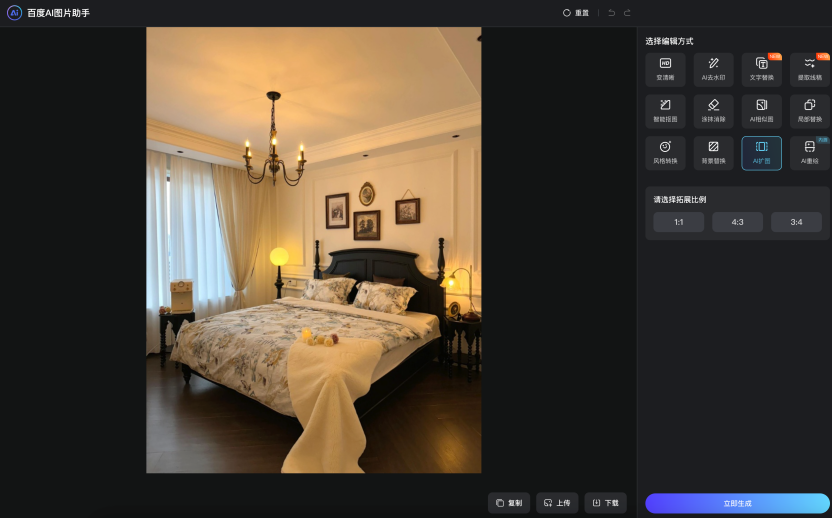 Ai 百度AI图片助手
重置
选择编辑方式
HD
变清晰
AI去水印
NEW
文字替换
NEW
提取线稿
智能抠图
涂抹消除
AI相似图
局部替换
风格转换
背景替换
AI扩图
AI重绘
请选择拓展比例
1:1
4:3
3:4
复制
上传
下载
立即生成